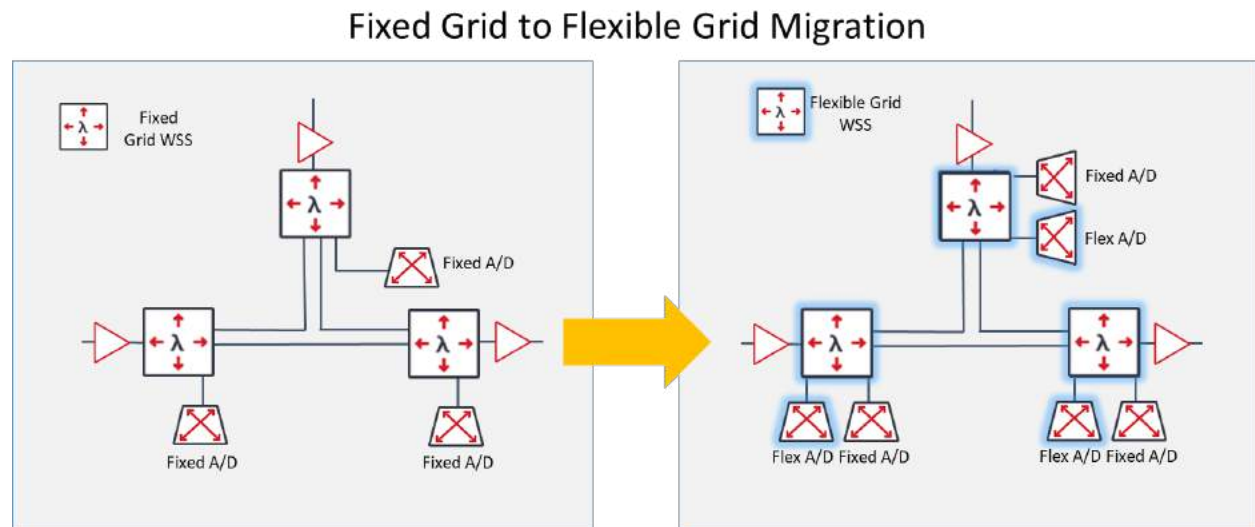 Fixed Grid to Flexible Grid Migration
Fixed
Grid WSS
λ
λ
Fixed A/D
λ
λ
Fixed A/D
Fixed A/D
Flexible Grid
WSS
λ
λ
Fixed A/D
Flex A/D
λ
λ
Flex A/D Fixed A/D
Flex A/D Fixed A/D